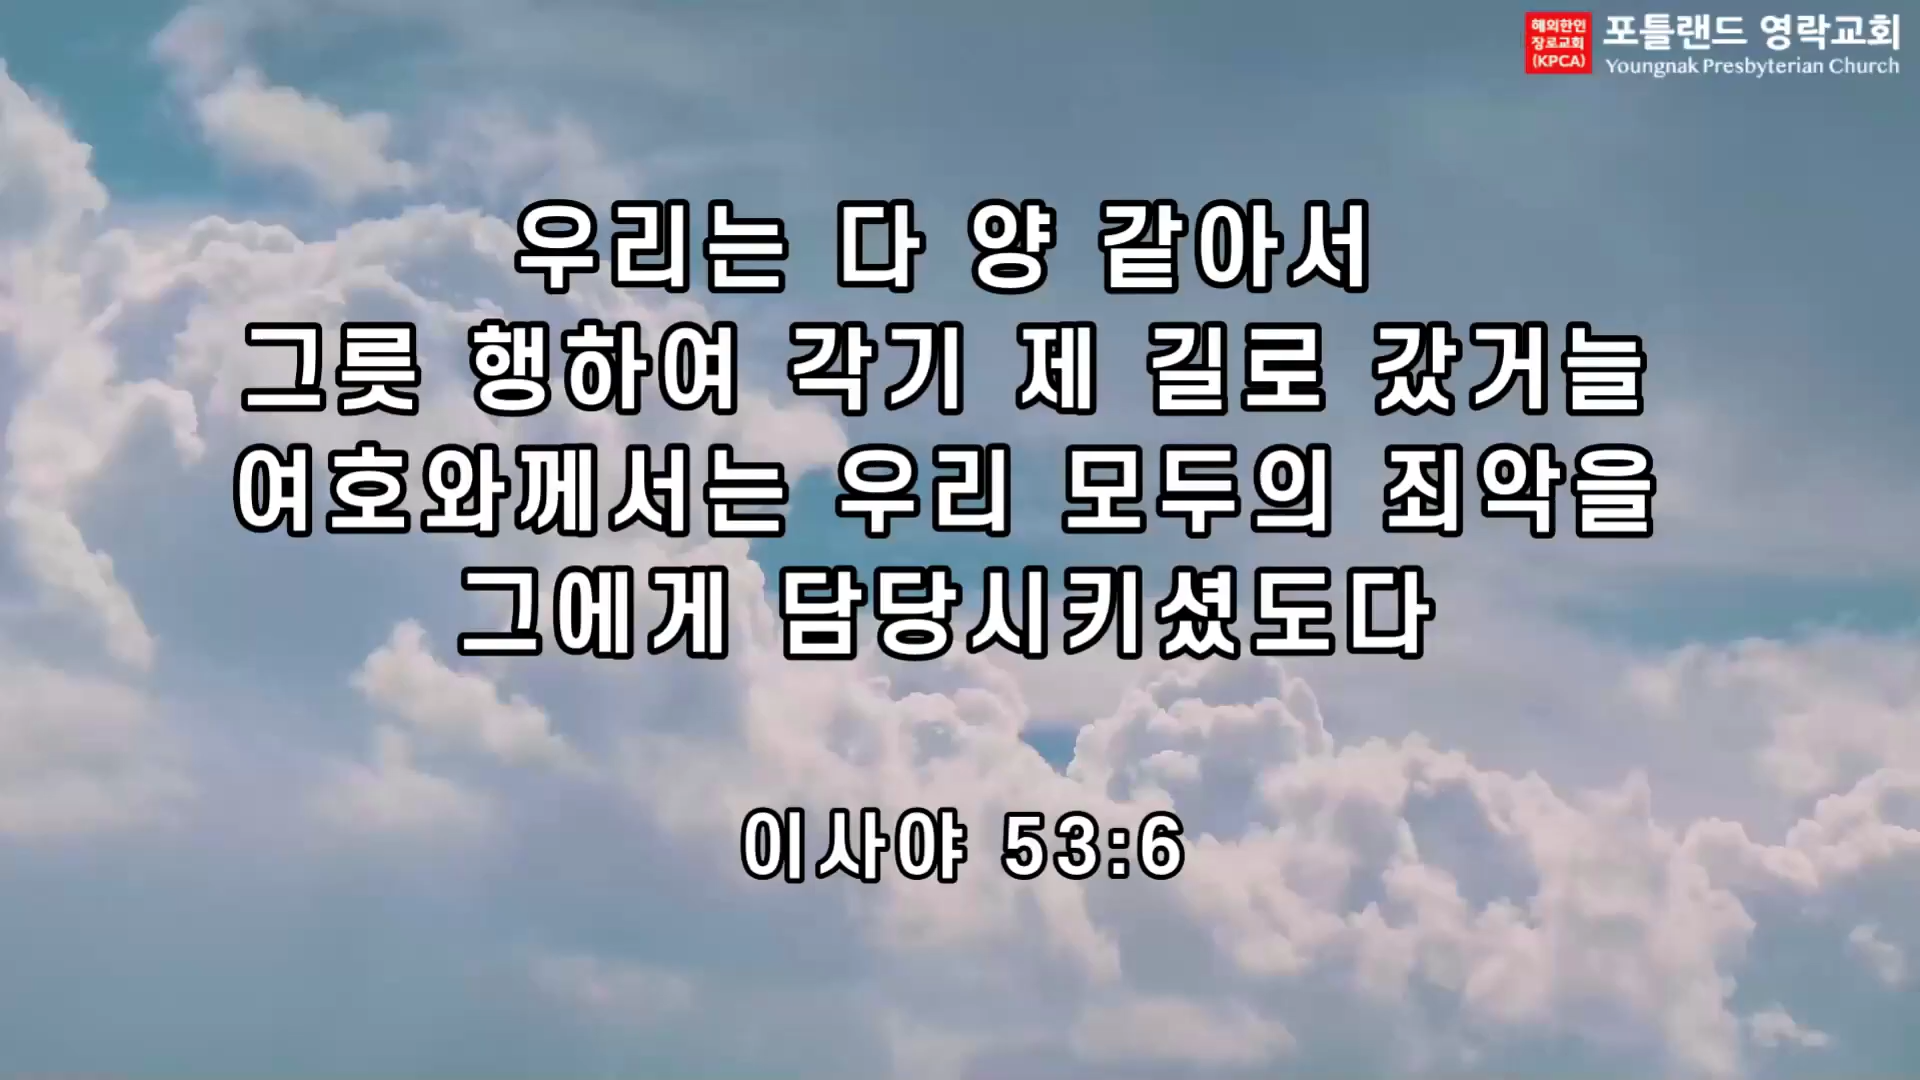 해외한인
장로교회
(KPCA)
포틀랜드 영락교회
Youngnak Presbyterian Church
우리는 다 양 같아서
그릇 행하여 각기 제 길로 갔거늘
여호와께서는 우리 모두의 죄악을
그에게 담당시키셨도다
이사야 53:6